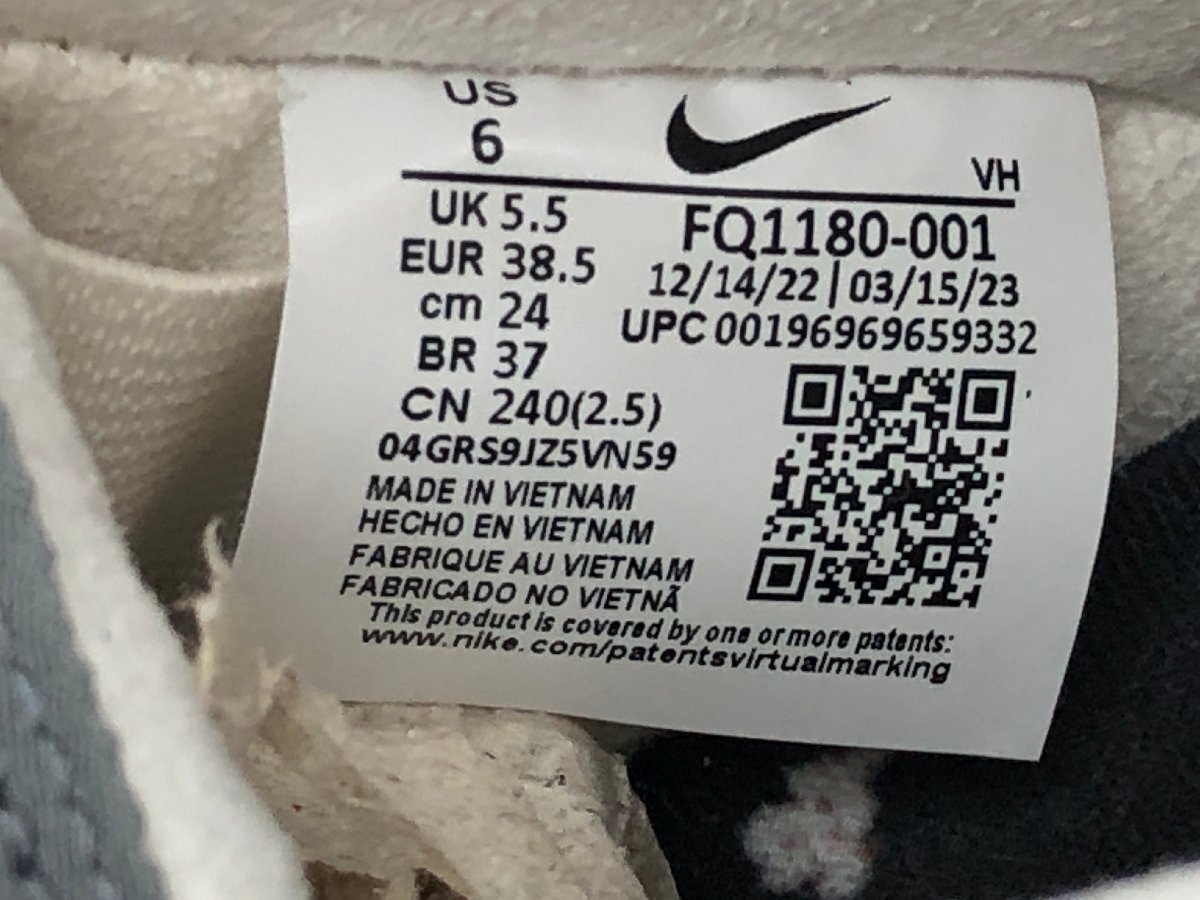 US
6
VH
UK 5.5
FQ1180-001
EUR 38.5
12/14/22 | 03/15/23
cm 24
UPC 00196969659332
BR 37
CN 240(2.5)
04GRS9JZ5VN59
MADE IN VIETNAM
HECHO EN VIETNAM
FABRIQUE AU VIETNAM
FABRICADO NO VIETNÃ
This product is covered by one or more patents:
www.nike.com/patentsvirtualmarking